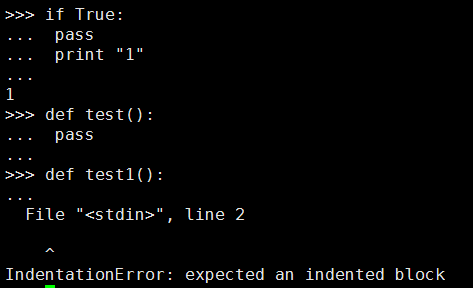 >>> if True:
...  pass
...  print "1"
...
1
>>> def test():
...  pass
...
>>> def test1():
...
  File "<stdin>", line 2

    ^
IndentationError: expected an indented block